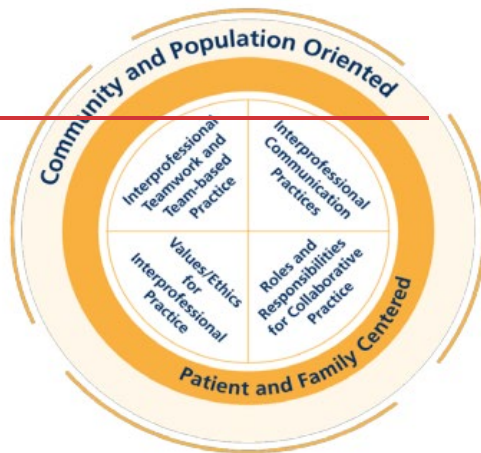 Community and Population Oriented
Interprofessional
Teamwork and
Team-based
Practice
Interprofessional
Communication
Practices
Values/Ethics
for
Interprofessional
Practice
Roles and
Responsibilities
for Collaborative
Practice
Patient and Family Centered